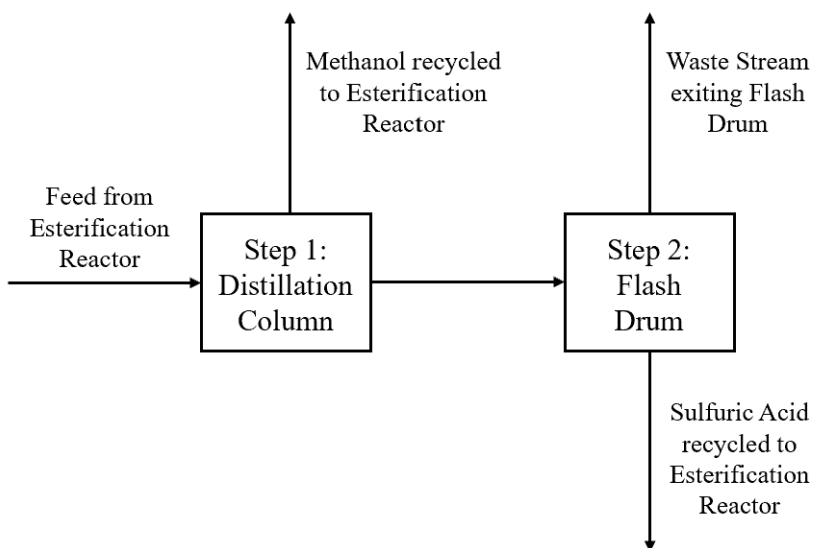 Methanol recycled
to Esterification
Reactor
Waste Stream
exiting Flash
Drum
Feed from
Esterification
Reactor
Step 1:
Distillation
Column
Step 2:
Flash
Drum
Sulfuric Acid
recycled to
Esterification
Reactor